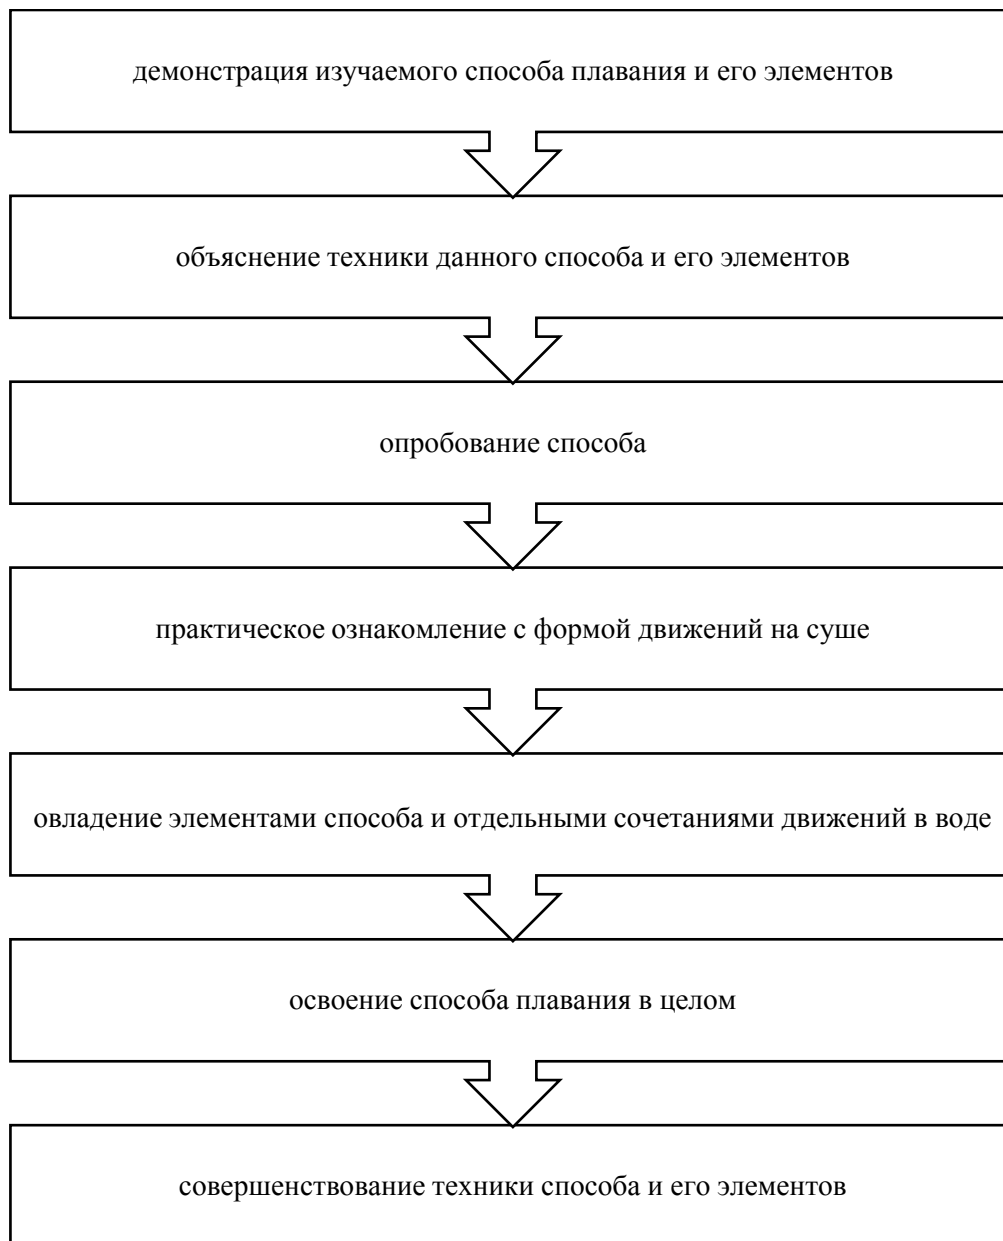 демонстрация изучаемого способа плавания и его элементов
объяснение техники данного способа и его элементов
опробование способа
практическое ознакомление с формой движений на суше
овладение элементами способа и отдельными сочетаниями движений в воде
освоение способа плавания в целом
совершенствование техники способа и его элементов